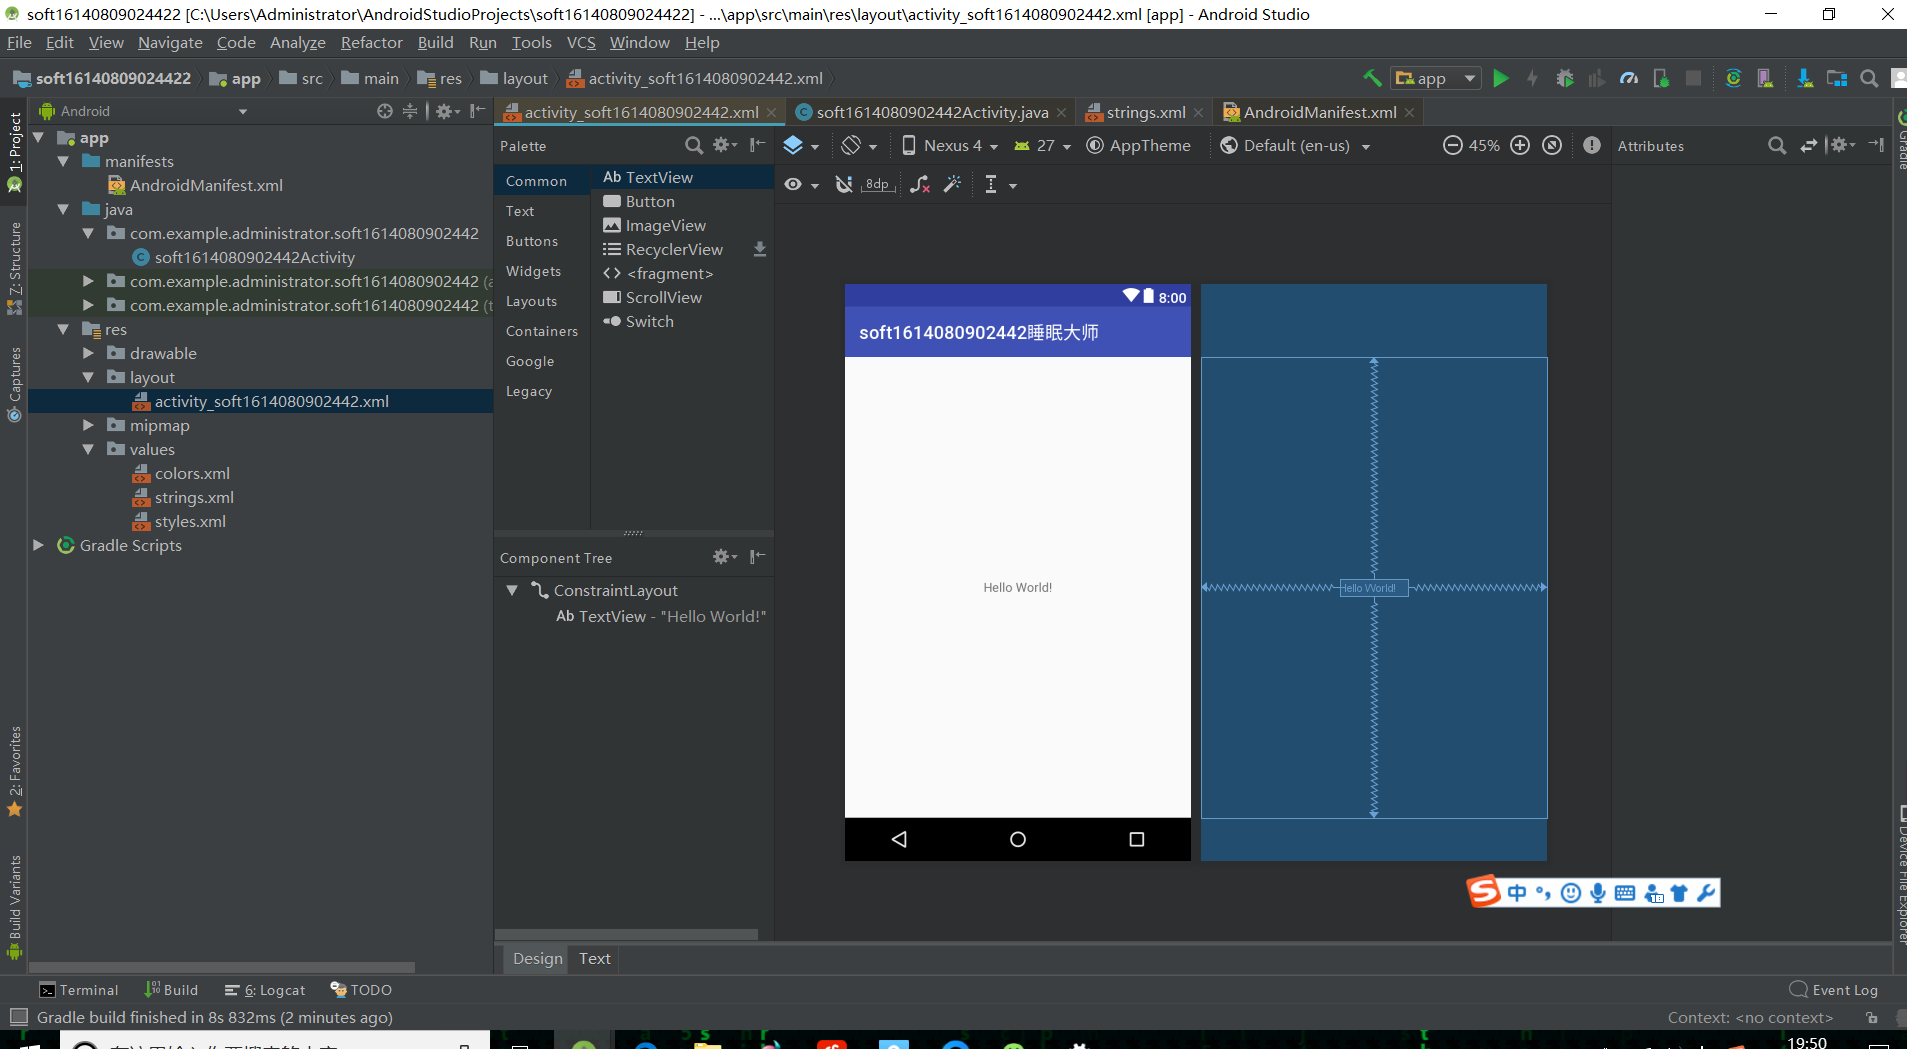 soft16140809024422 [C:\Users\Administrator\AndroidStudioProjects\soft16140809024422] - ...\app\src\main\res\layout\activity_soft1614080902442.xml [app] - Android Studio
File Edit View Navigate Code Analyze Refactor Build Run Tools VCS Window Help
soft16140809024422 app src main res layout activity_soft1614080902442.xml
app
1: Project
Z: Structure
Captures
2: Favorites
Build Variants
Android
app
manifests
AndroidManifest.xml
java
com.example.administrator.soft1614080902442
soft1614080902442Activity
com.example.administrator.soft1614080902442 (a
com.example.administrator.soft1614080902442 (t
res
drawable
layout
activity_soft1614080902442.xml
mipmap
values
colors.xml
strings.xml
styles.xml
Gradle Scripts
activity_soft1614080902442.xml soft1614080902442Activity.java strings.xml AndroidManifest.xml
Palette
Common
Text
Buttons
Widgets
Layouts
Containers
Google
Legacy
Ab TextView
Button
ImageView
RecyclerView
<fragment>
ScrollView
Switch
Component Tree
ConstraintLayout
Ab TextView - "Hello World!"
Nexus 4 27 AppTheme Default (en-us) 45%
8dp
Attributes
8:00
soft1614080902442睡眠大师
Hello World!
Hello World!
中
Gradle
Device File Explorer
Design Text
Terminal Build 6: Logcat TODO Event Log
Gradle build finished in 8s 832ms (2 minutes ago)
Context: <no context>
19:50